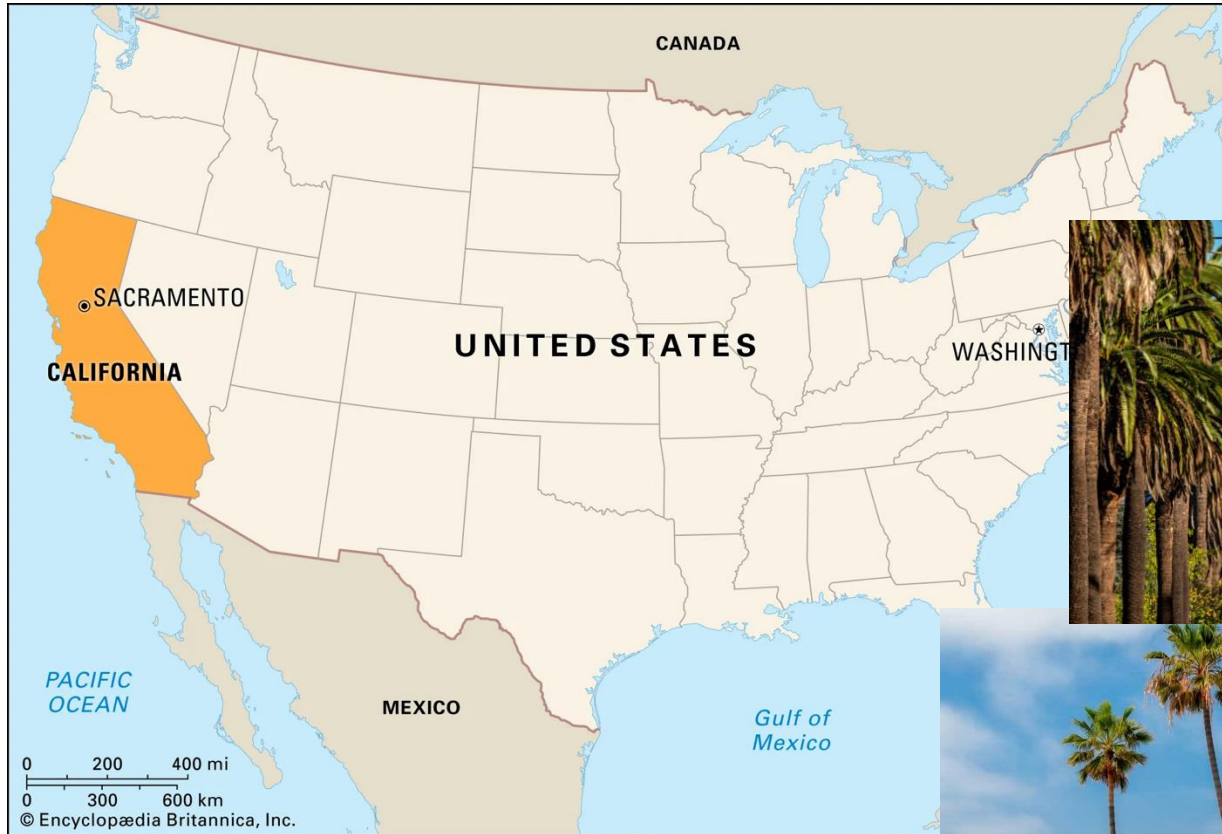 CANADA
SACRAMENTO
UNITED STATES
WASHINGT
CALIFORNIA
PACIFIC
OCEAN
MEXICO
Gulf of
Mexico
0 200 400 mi
0 300 600 km
© Encyclopædia Britannica, Inc.